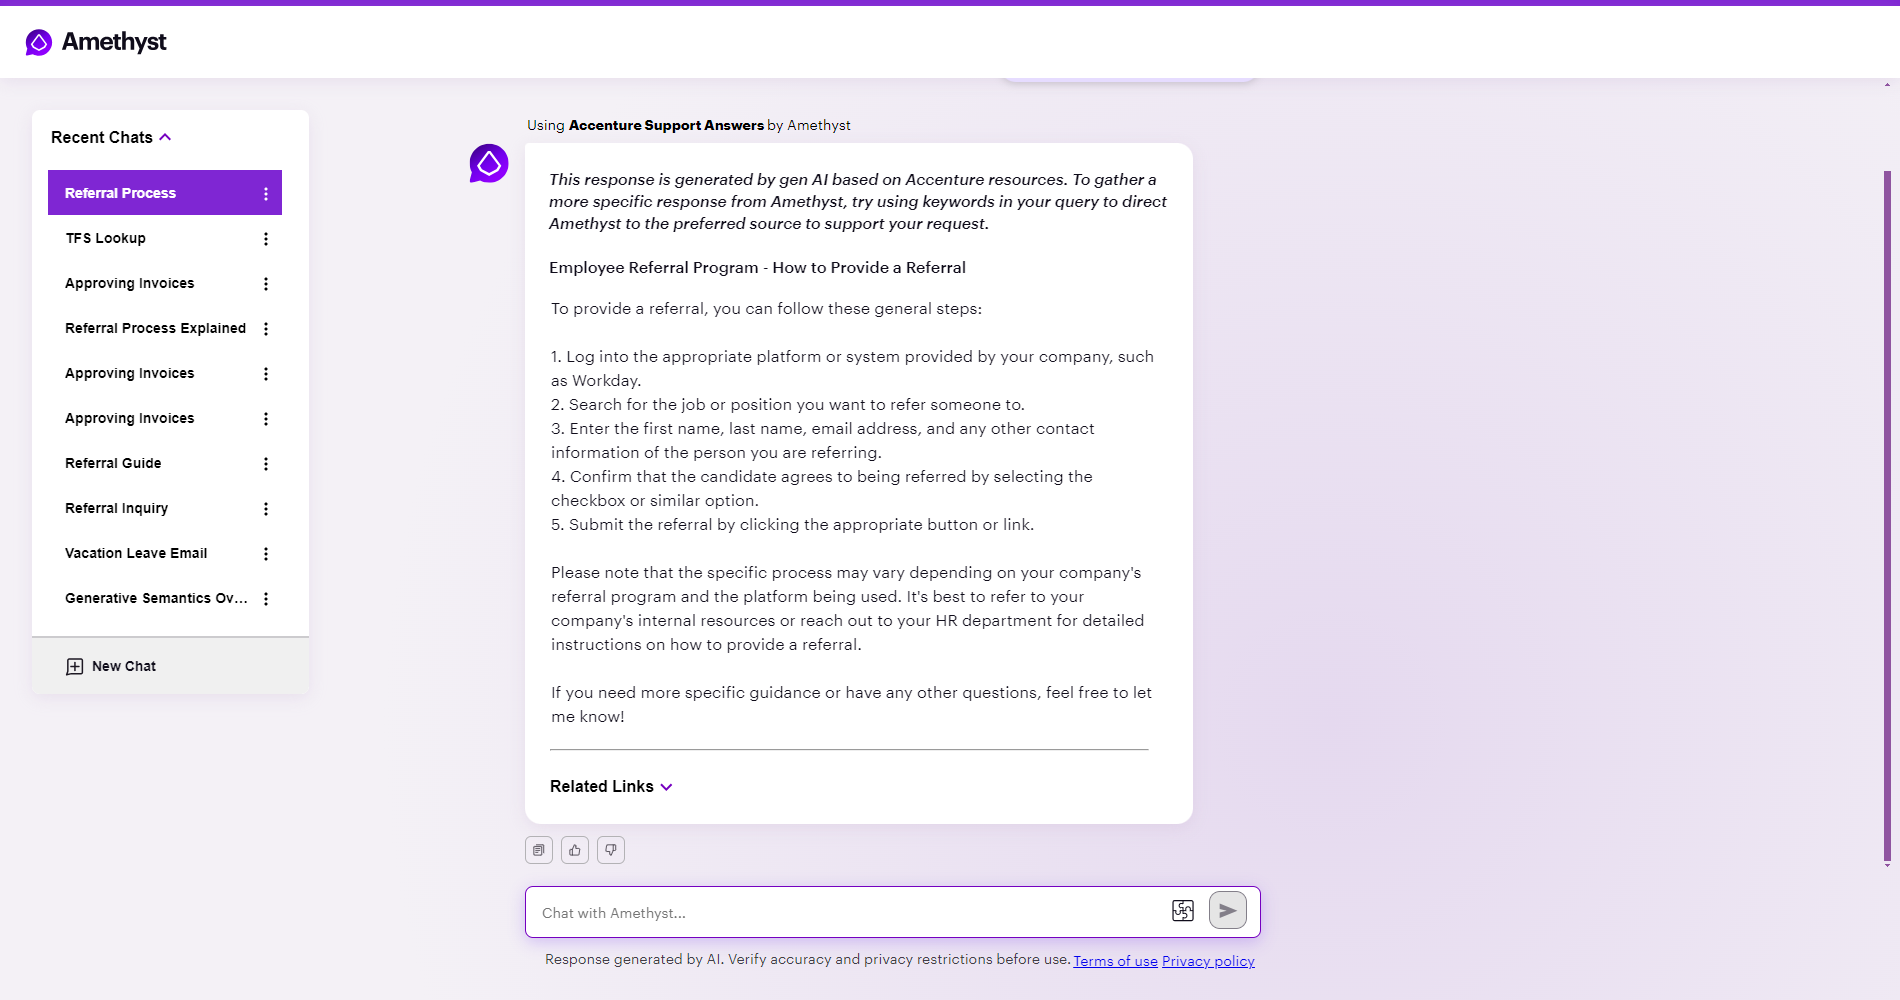 Amethyst
Recent Chats
Referral Process
TFS Lookup
Approving Invoices
Referral Process Explained
Approving Invoices
Approving Invoices
Referral Guide
Referral Inquiry
Vacation Leave Email
Generative Semantics Ov...
New Chat
Using Accenture Support Answers by Amethyst
This response is generated by gen AI based on Accenture resources. To gather a
more specific response from Amethyst, try using keywords in your query to direct
Amethyst to the preferred source to support your request.
Employee Referral Program - How to Provide a Referral
To provide a referral, you can follow these general steps:
1. Log into the appropriate platform or system provided by your company, such
as Workday.
2. Search for the job or position you want to refer someone to.
3. Enter the first name, last name, email address, and any other contact
information of the person you are referring.
4. Confirm that the candidate agrees to being referred by selecting the
checkbox or similar option.
5. Submit the referral by clicking the appropriate button or link.
Please note that the specific process may vary depending on your company's
referral program and the platform being used. It's best to refer to your
company's internal resources or reach out to your HR department for detailed
instructions on how to provide a referral.
If you need more specific guidance or have any other questions, feel free to let
me know!
Related Links
Chat with Amethyst...
Response generated by AI. Verify accuracy and privacy restrictions before use. Terms of use Privacy policy